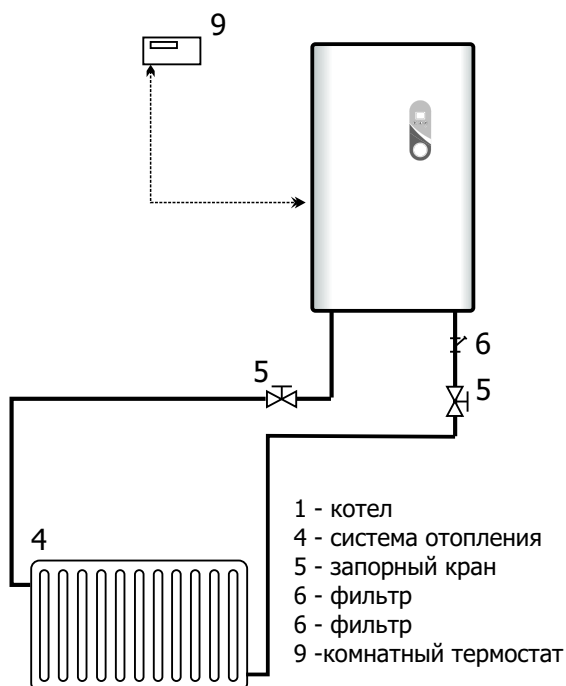 9
6
5
5
4
1 - котел
4 - система отопления
5 - запорный кран
6 - фильтр
6 - фильтр
9 -комнатный термостат